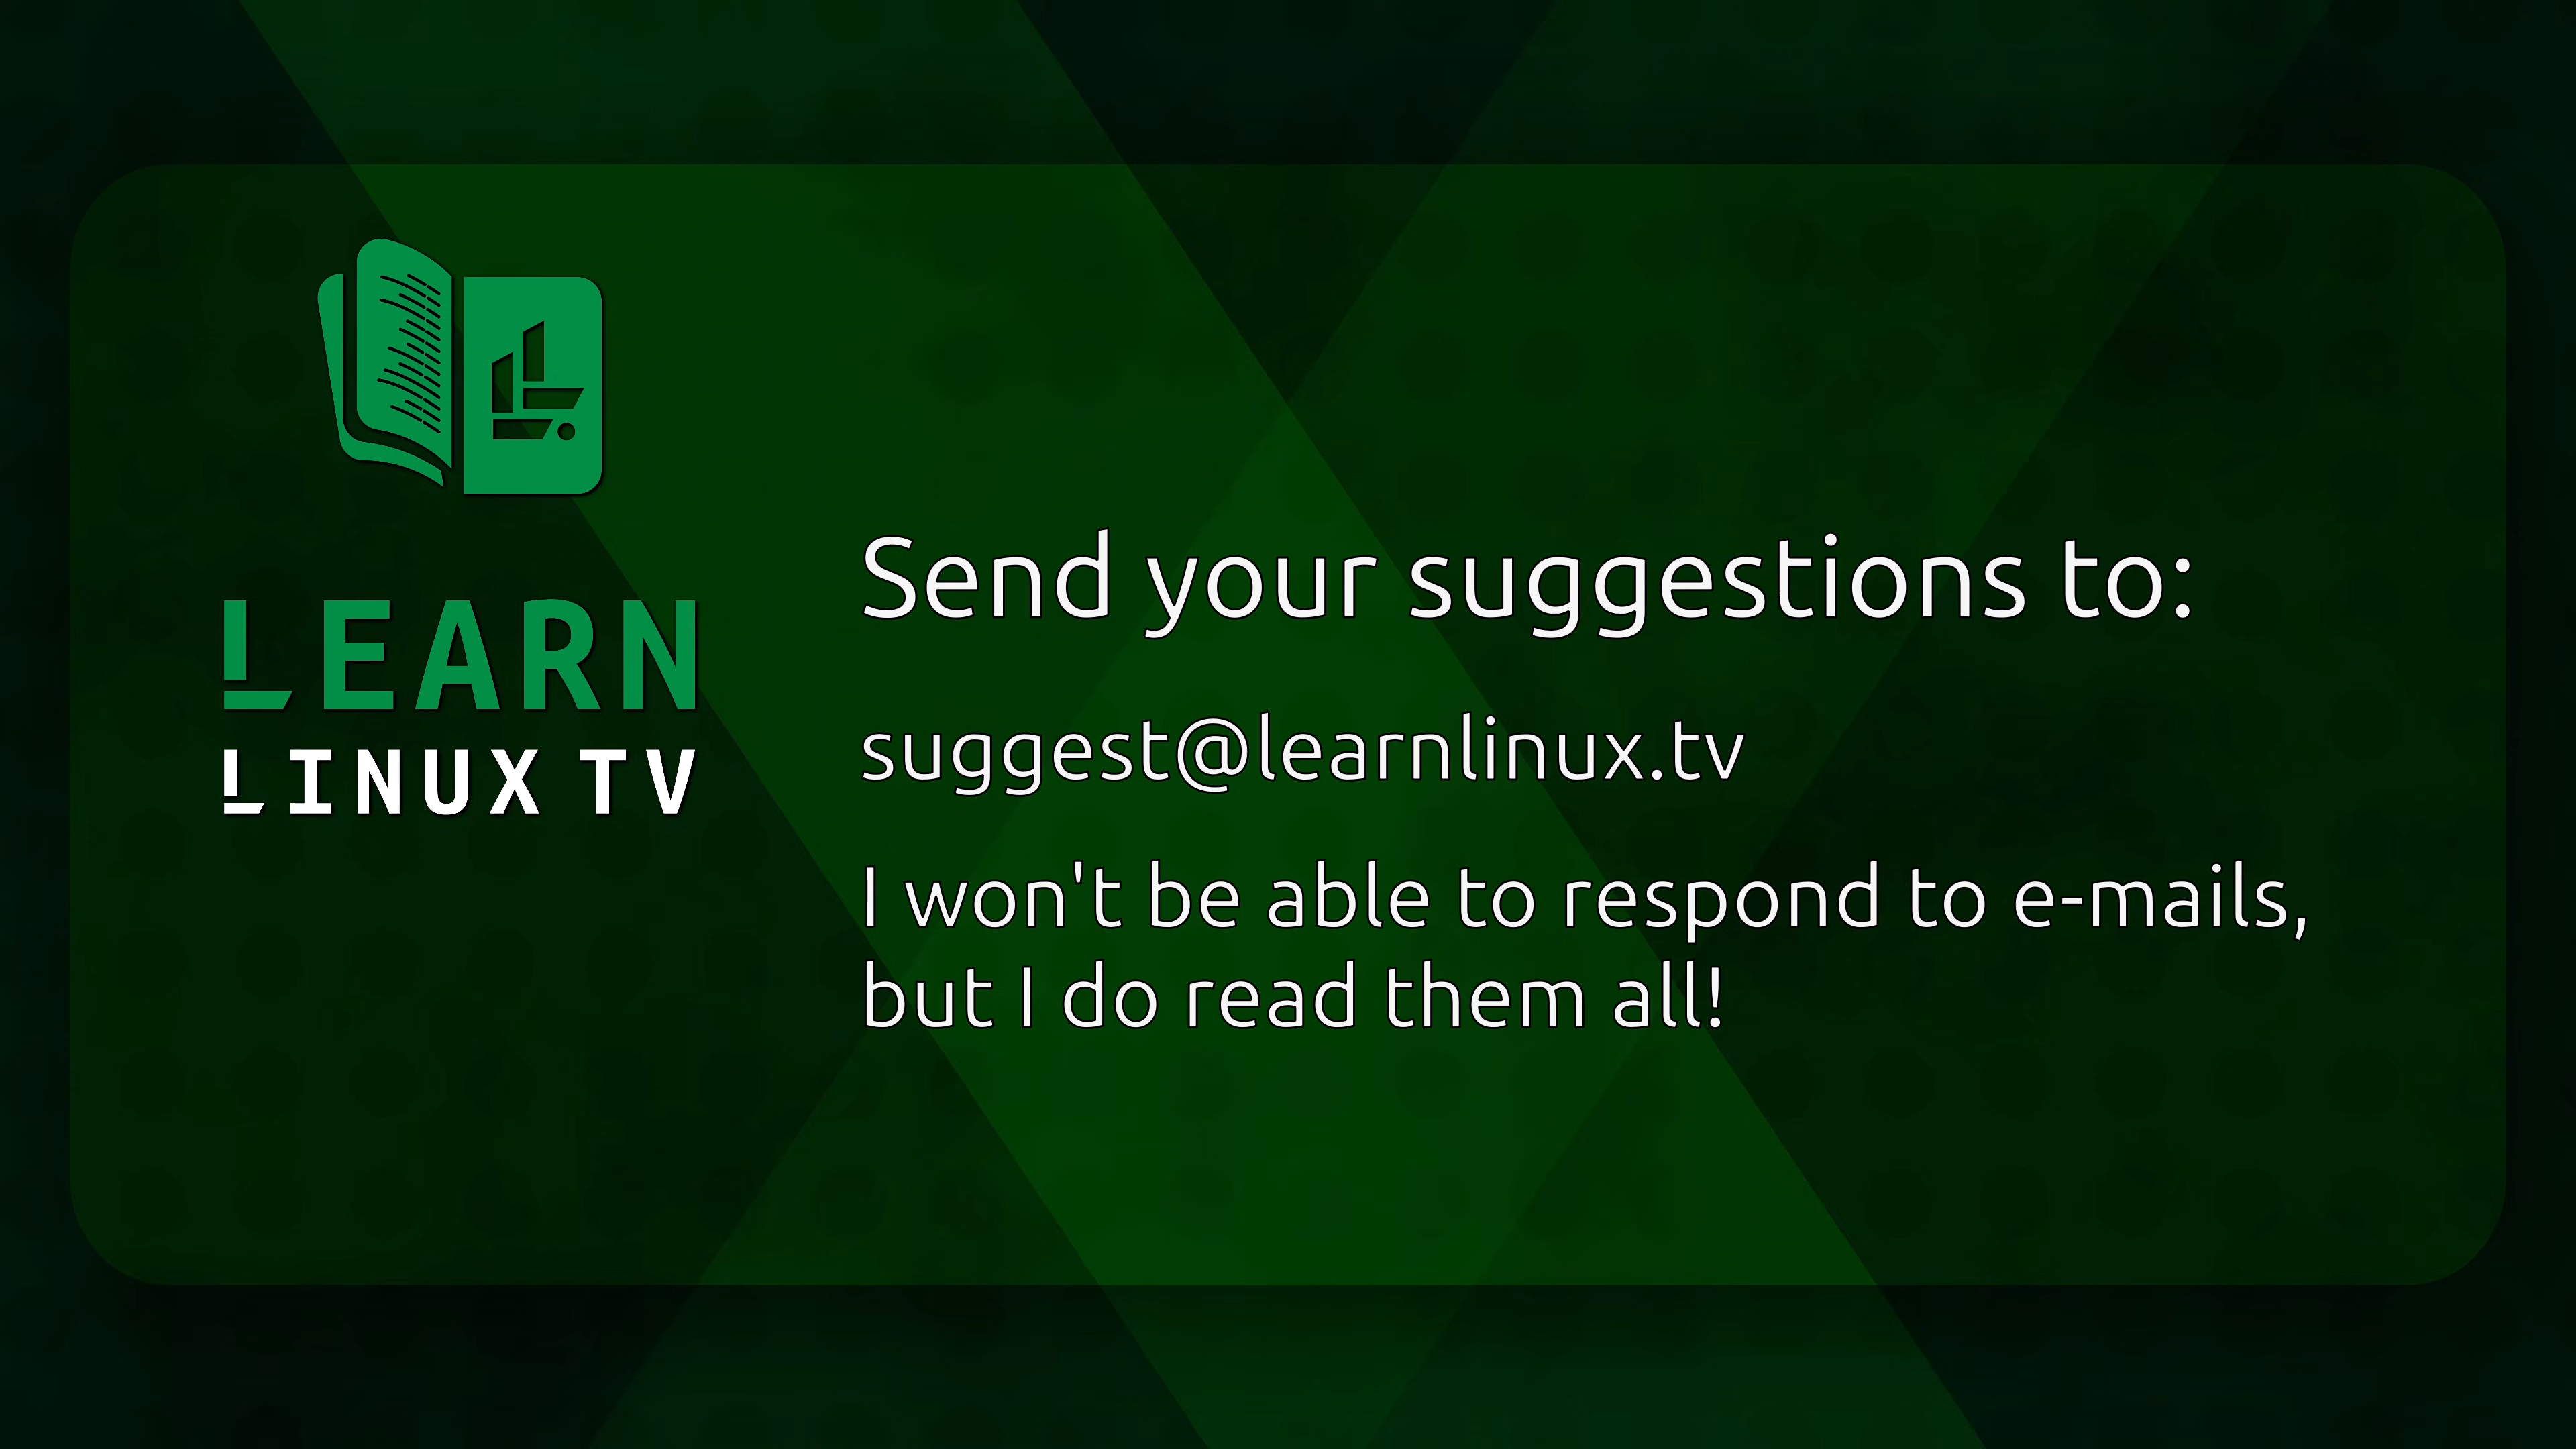 LEARN
LINUX TV
Send your suggestions to:
suggest@learnlinux.tv
I won't be able to respond to e-mails,
but I do read them all!